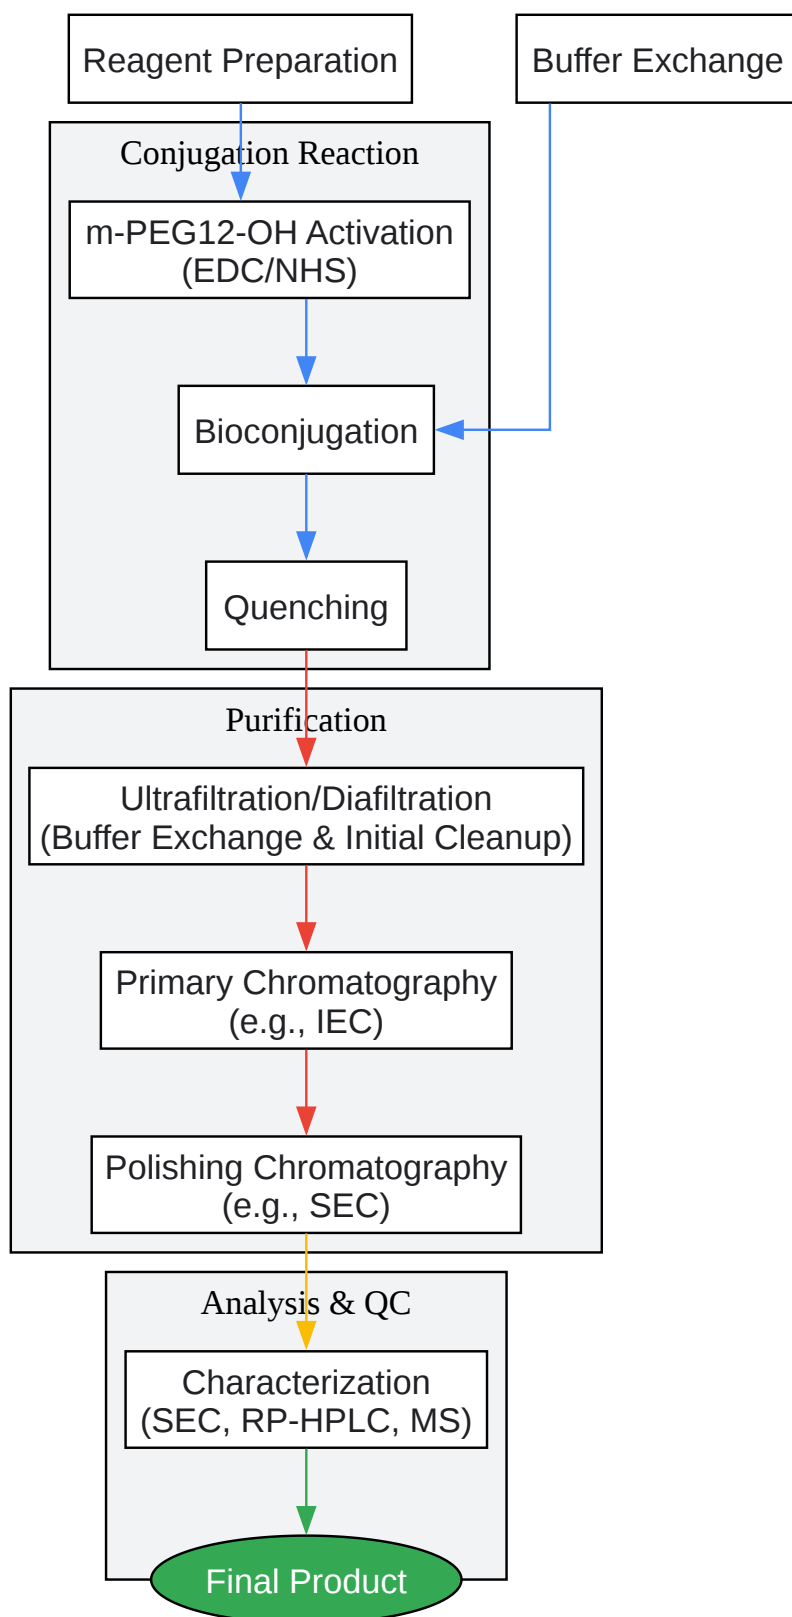 Reagent Preparation
Buffer Exchange
Conjugation Reaction
m-PEG12-OH Activation
(EDC/NHS)
Bioconjugation
Quenching
Purification
Ultrafiltration/Diafiltration
(Buffer Exchange & Initial Cleanup)
Primary Chromatography
(e.g., IEC)
Polishing Chromatography
(e.g., SEC)
Analysis & QC
Characterization
(SEC, RP-HPLC, MS)
Final Product